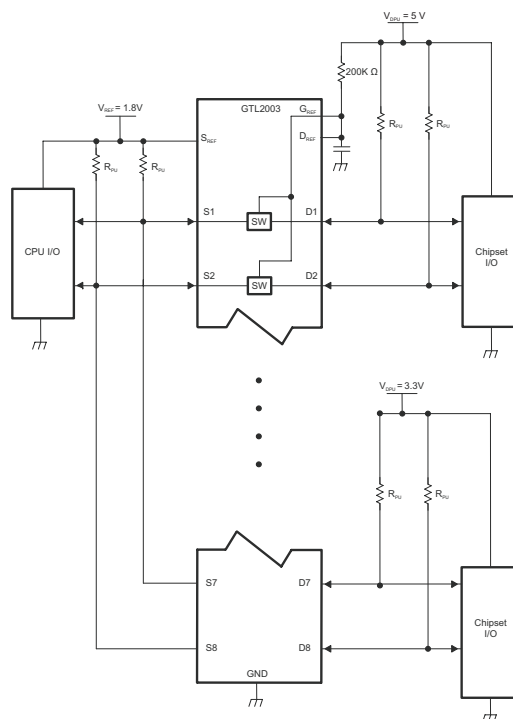 V_DPU = 5 V
200K Ω
GTL2003
G_REF
V_REF = 1.8V
R_PU
R_PU
D_REF
S_REF
R_PU
R_PU
S1
D1
SW
CPU I/O
Chipset
I/O
S2
D2
SW
V_DPU = 3.3V
R_PU
R_PU
S7
D7
Chipset
I/O
S8
D8
GND